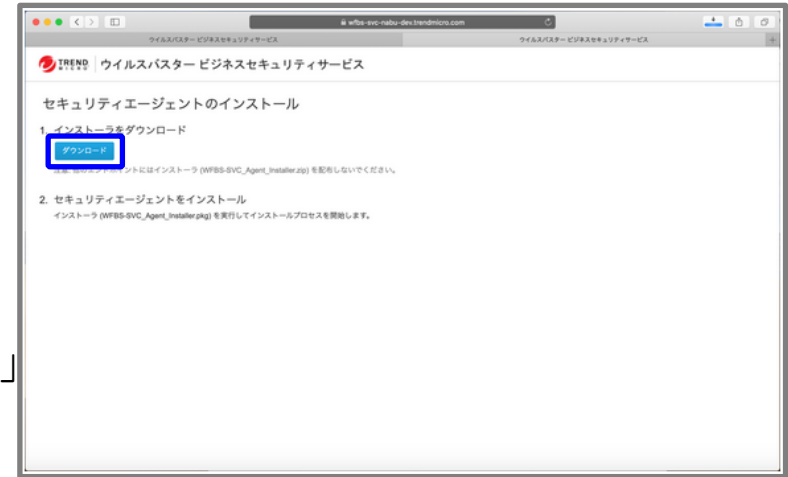 wfbs-svc-nabu-dev.trendmicro.com
ウイルスバスター ビジネスセキュリティサービス
ウイルスバスター ビジネスセキュリティサービス
TREND MICRO ウイルスバスター ビジネスセキュリティサービス
セキュリティエージェントのインストール
1. インストーラをダウンロード
ダウンロード
注意: 他のエンドポイントにはインストーラ (WFBS-SVC_Agent_Installer.zip) を配布しないでください。
2. セキュリティエージェントをインストール
インストーラ (WFBS-SVC_Agent_Installer.pkg) を実行してインストールプロセスを開始します。
」